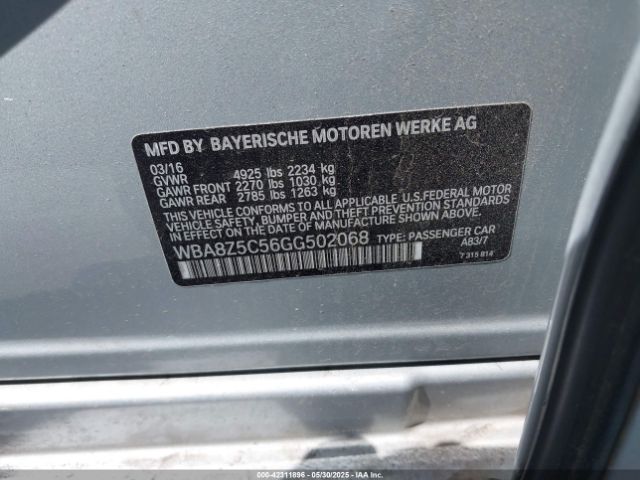 MFD BY BAYERISCHE MOTOREN WERKE AG
03/16
GVWR 4925 lbs 2234 kg
GAWR FRONT 2270 lbs 1030 kg
GAWR REAR 2785 lbs 1263 kg
THIS VEHICLE CONFORMS TO ALL APPLICABLE U.S.FEDERAL MOTOR
VEHICLE SAFETY, BUMPER AND THEFT PREVENTION STANDARDS
IN EFFECT ON THE DATE OF MANUFACTURE SHOWN ABOVE.
WBA8Z5C56GG502068 TYPE: PASSENGER CAR
A83/7
7 315 814
000-42311896 - 05/30/2025 - IAA Inc.